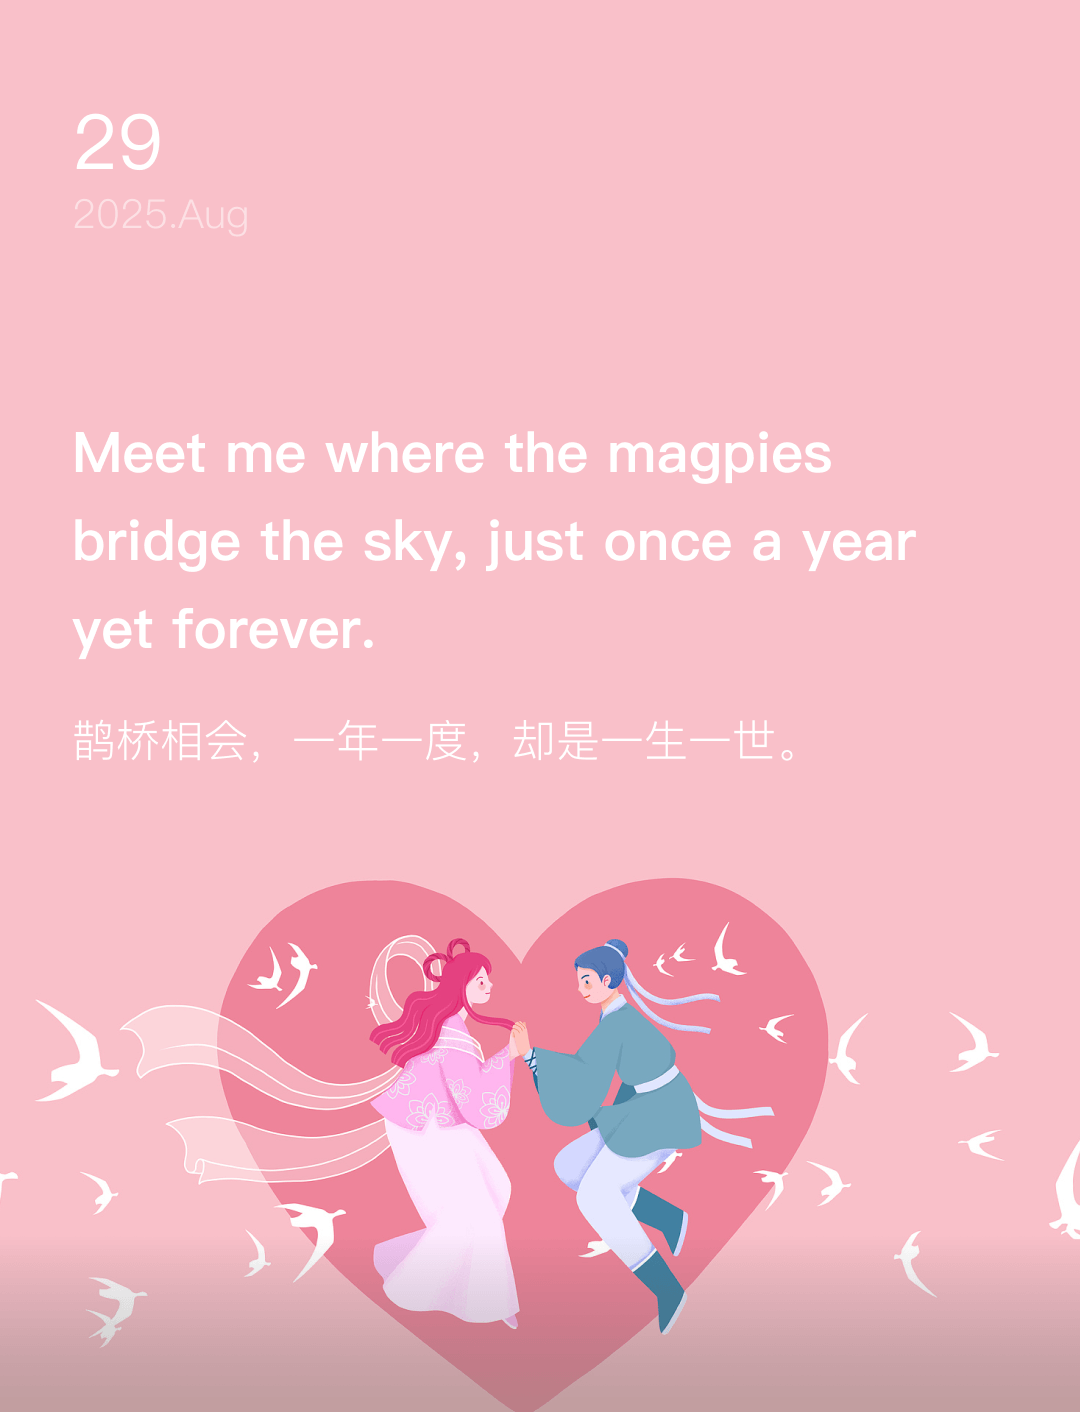 29
2025.Aug
Meet me where the magpies
bridge the sky, just once a year
yet forever.
鹊桥相会，一年一度，却是一生一世。